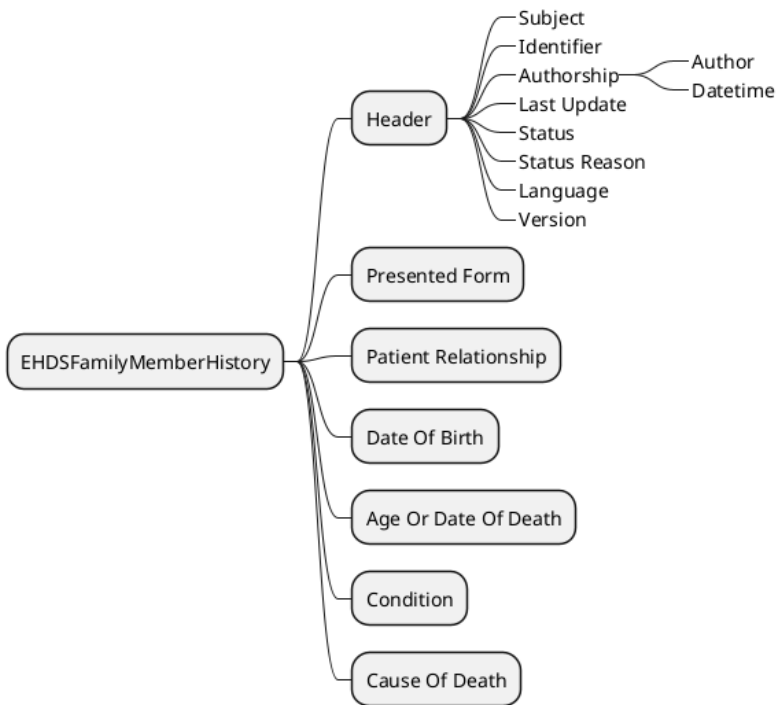 EHDSFamilyMemberHistory
Header
Subject
Identifier
Authorship
Author
Datetime
Last Update
Status
Status Reason
Language
Version
Presented Form
Patient Relationship
Date Of Birth
Age Or Date Of Death
Condition
Cause Of Death